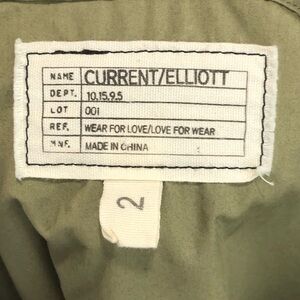 NAME CURRENT/ELLIOTT
DEPT. 10.15.9.5
LOT 001
REF. WEAR FOR LOVE/LOVE FOR WEAR
MNF. MADE IN CHINA
2